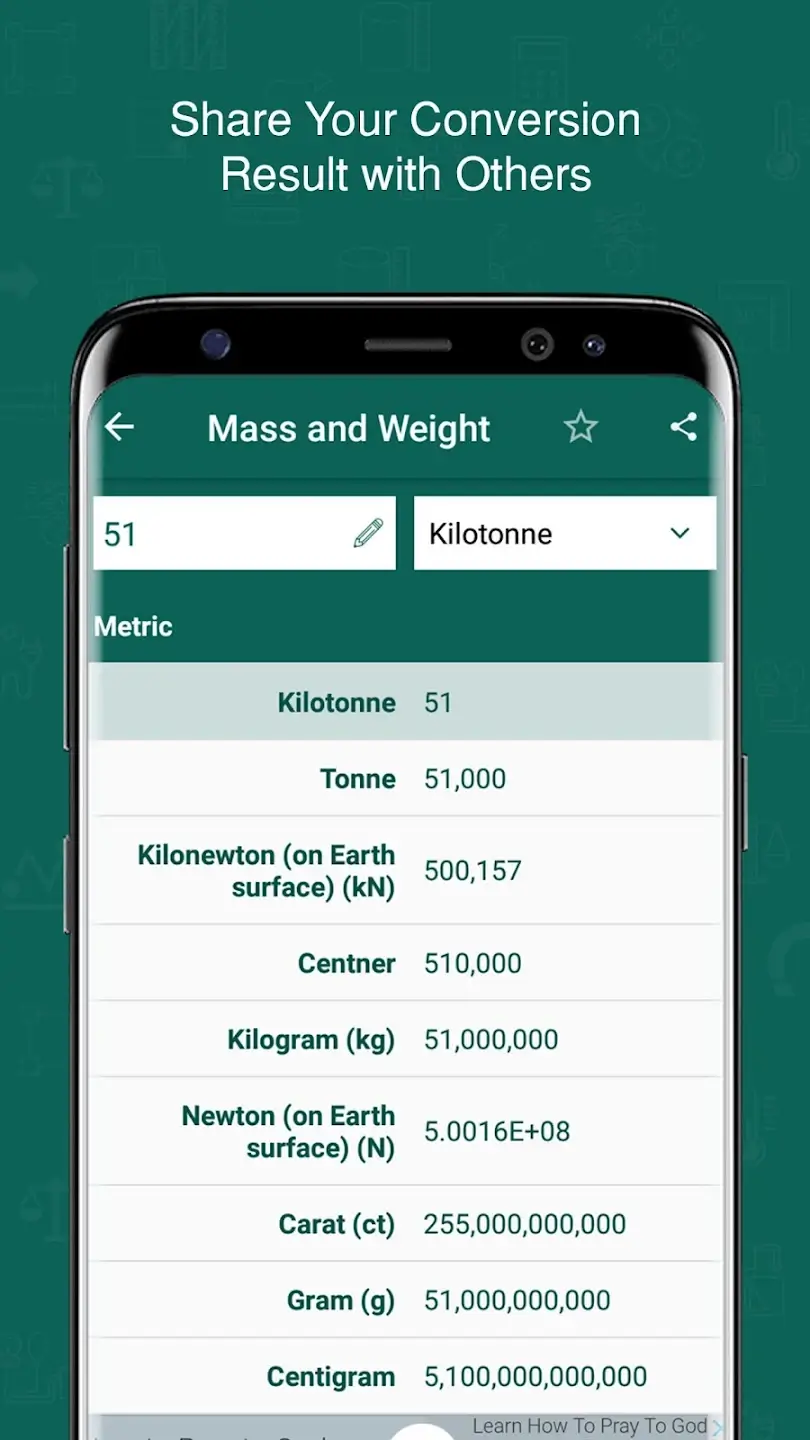 Share Your Conversion
Result with Others
Mass and Weight
51
Kilotonne
Metric
Kilotonne 51
Tonne 51,000
Kilonewton (on Earth
surface) (kN) 500,157
Centner 510,000
Kilogram (kg) 51,000,000
Newton (on Earth
surface) (N) 5.0016E+08
Carat (ct) 255,000,000,000
Gram (g) 51,000,000,000
Centigram 5,100,000,000,000
Learn How To Pray To God